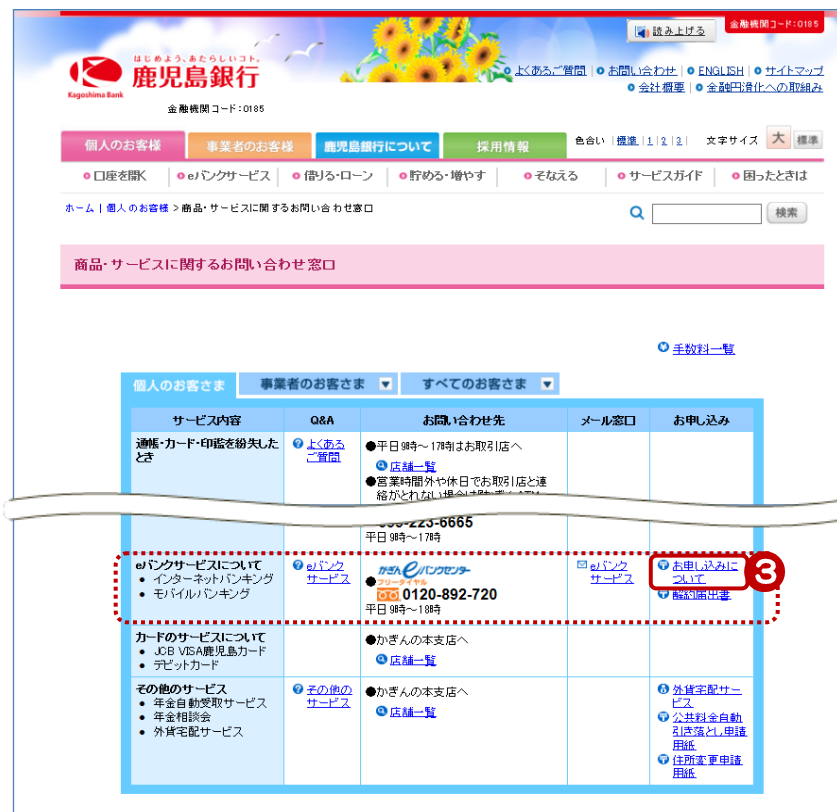 読み上げる
金融機関コード:0185
はじめよう、あたらしいコト。
鹿児島銀行
Kagoshima Bank
金融機関コード:0185
よくあるご質問 お問い合わせ ENGLISH サイトマップ
会社概要 金融円滑化への取組み
個人のお客様 事業者のお客様 鹿児島銀行について 採用情報 色合い |標準|1|2|3| 文字サイズ 大 標準
口座を開く eバンクサービス 借りる・ローン 貯める・増やす そなえる サービスガイド 困ったときは
ホーム | 個人のお客様 > 商品・サービスに関するお問い合わせ窓口
検索
商品・サービスに関するお問い合わせ窓口
手数料一覧
個人のお客さま 事業者のお客さま ▼ すべてのお客さま ▼
サービス内容 Q&A お問い合わせ先 メール窓口 お申し込み
通帳・カード・印鑑を紛失した
とき
よくある
ご質問
●平日9時~17時はお取引店へ
店舗一覧
●営業時間外や休日でお取引店と連
平日9時~17時
eバンクサービスについて
• インターネットバンキング
• モバイルバンキング
eバンク
サービス
かぎんeバンクセンター
●フリーダイヤル
0120-892-720
平日9時~18時
eバンク
サービス
お申し込みに
ついて
解約届出書
3
カードのサービスについて
• JCB VISA鹿児島カード
• デビットカード
●かぎんの本支店へ
店舗一覧
その他のサービス
• 年金自動受取サービス
• 年金相談会
• 外貨宅配サービス
その他の
サービス
●かぎんの本支店へ
店舗一覧
外貨宅配サー
ビス
公共料金自動
引き落とし申請
用紙
住所変更申請
用紙